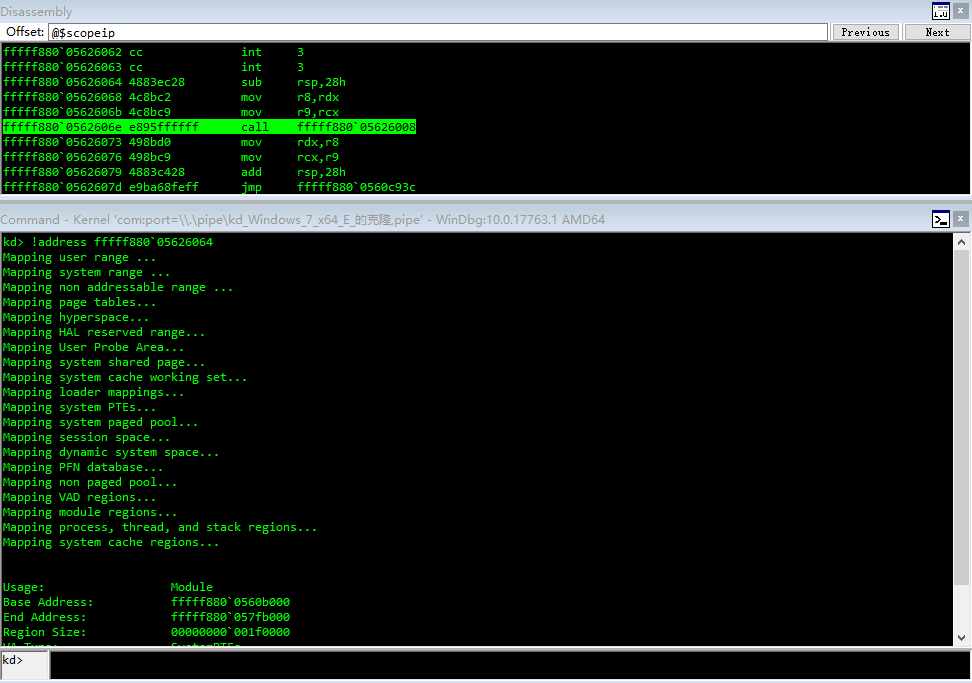 Disassembly
Offset: @$scopeip Previous Next
fffff880`05626062 cc int 3
fffff880`05626063 cc int 3
fffff880`05626064 4883ec28 sub rsp,28h
fffff880`05626068 4c8bc2 mov r8,rdx
fffff880`0562606b 4c8bc9 mov r9,rcx
fffff880`0562606e e895ffffff call fffff880`05626008
fffff880`05626073 498bd0 mov rdx,r8
fffff880`05626076 498bc9 mov rcx,r9
fffff880`05626079 4883c428 add rsp,28h
fffff880`0562607d e9ba68feff jmp fffff880`0560c93c
Command - Kernel 'com:port=\\.\pipe\kd_Windows_7_x64_E_的克隆,pipe' - WinDbg:10.0.17763.1 AMD64
kd> !address fffff880`05626064
Mapping user range ...
Mapping system range ...
Mapping non addressable range ...
Mapping page tables...
Mapping hyperspace...
Mapping HAL reserved range...
Mapping User Probe Area...
Mapping system shared page...
Mapping system cache working set...
Mapping loader mappings...
Mapping system PTEs...
Mapping system paged pool...
Mapping session space...
Mapping dynamic system space...
Mapping PFN database...
Mapping non paged pool...
Mapping VAD regions...
Mapping module regions...
Mapping process, thread, and stack regions...
Mapping system cache regions...
Usage: Module
Base Address: fffff880`0560b000
End Address: fffff880`057fb000
Region Size: 00000000`001f0000
VA Type: SystemPTEs
kd>